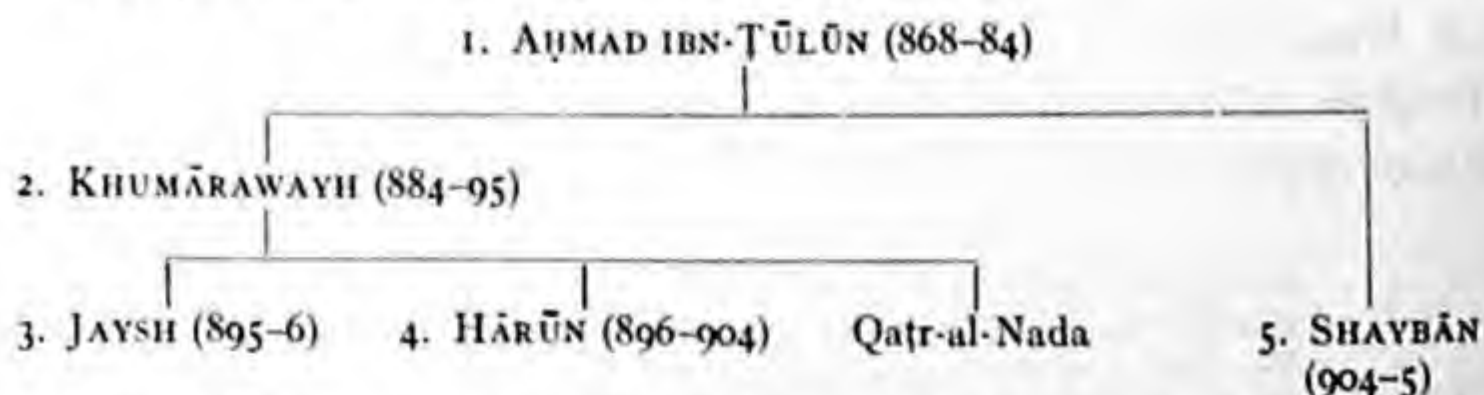 1. AḤMAD IBN-ṬŪLŪN (868–84)
2. KHUMĀRAWAYH (884–95)
3. JAYSH (895–6) 4. HĀRŪN (896–904) Qaṭr-al-Nada 5. SHAYBĀN
(904–5)